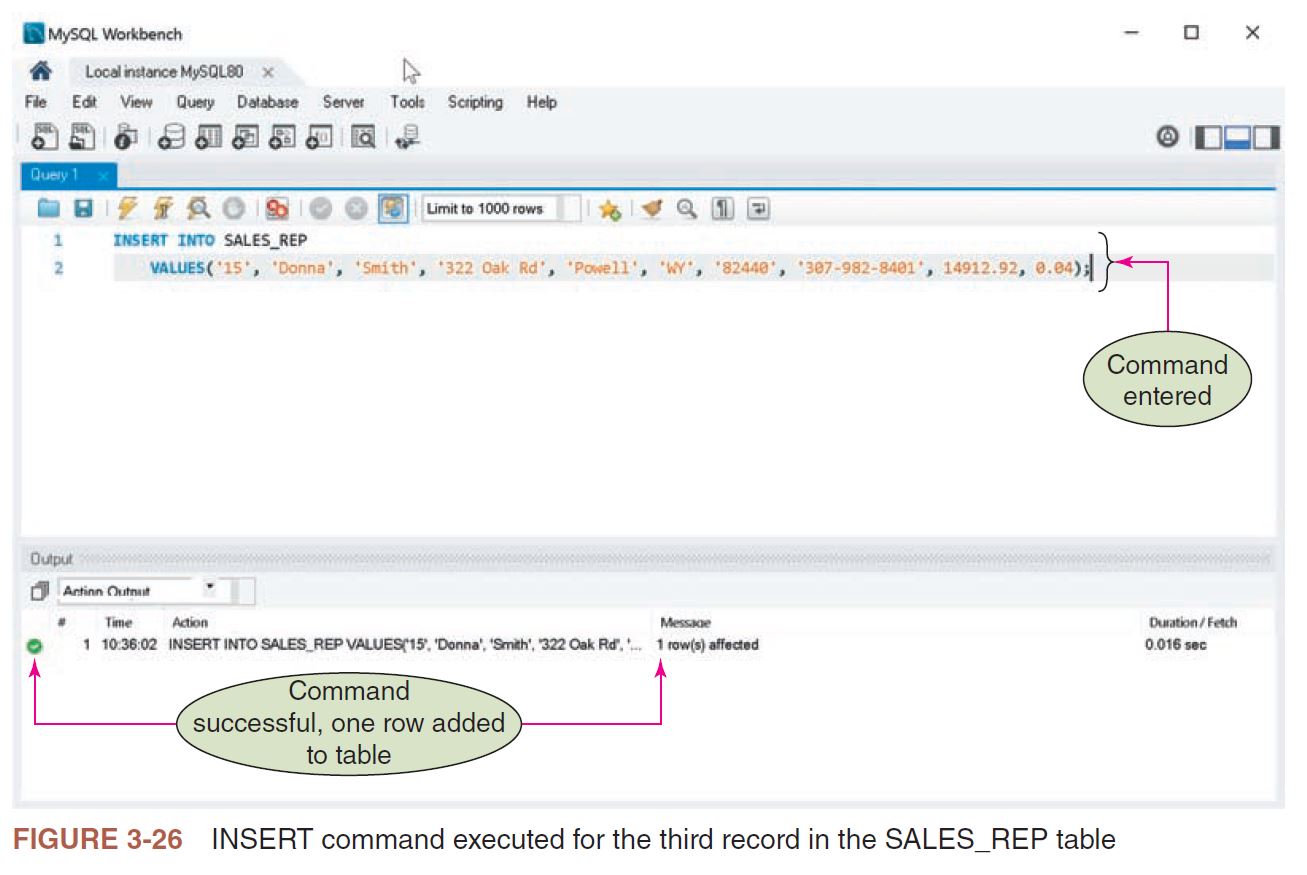 MySQL Workbench
Local instance MySQL80 ×
File Edit View Query Database Server Tools Scripting Help
Query 1 ×
Limit to 1000 rows
1 INSERT INTO SALES_REP
2 VALUES('15', 'Donna', 'Smith', '322 Oak Rd', 'Powell', 'WY', '82440', '307-982-8401', 14912.92, 0.04);
Command
entered
Output
Action Output
# Time Action Message Duration / Fetch
1 10:36:02 INSERT INTO SALES_REP VALUES('15', 'Donna', 'Smith', '322 Oak Rd', '... 1 row(s) affected 0.016 sec
Command
successful, one row added
to table
FIGURE 3-26 INSERT command executed for the third record in the SALES_REP table